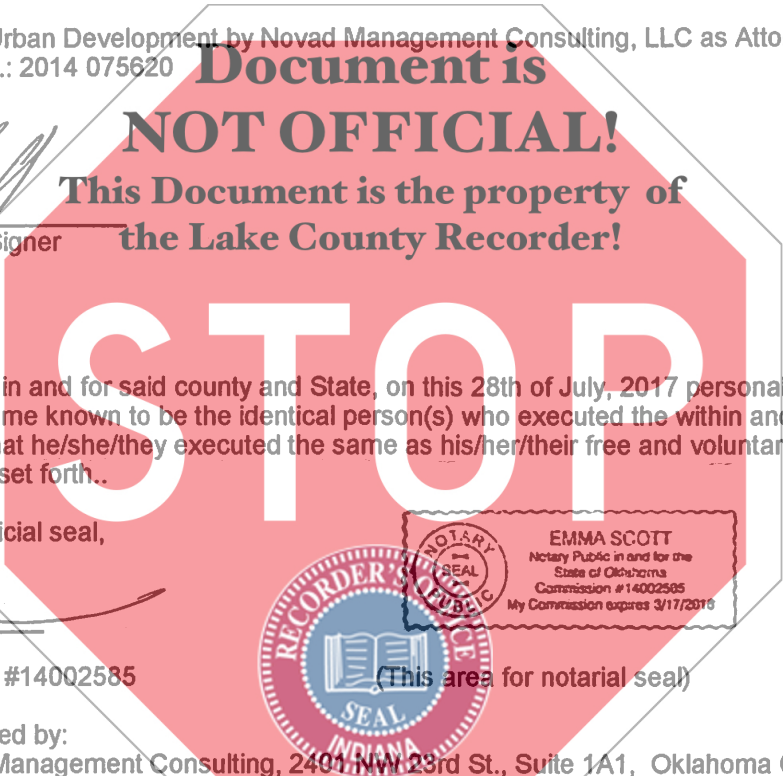 Urban Development by Novad Management Consulting, LLC as Atto
.: 2014 075620
Document is
NOT OFFICIAL!
This Document is the property of
the Lake County Recorder!
Signer
STOP
in and for said county and State, on this 28th of July, 2017 personal
me known to be the identical person(s) who executed the within and
hat he/she/they executed the same as his/her/their free and voluntar
set forth..
icial seal,
NOTARY
SEAL
PUBLIC
EMMA SCOTT
Notary Public in and for the
State of Oklahoma
Commission #14002585
My Commission expires 3/17/2018
RECORDER'S OFFICE
SEAL
INDIANA
#14002585
(This area for notarial seal)
ed by:
Management Consulting, 2401 NW 23rd St., Suite 1A1, Oklahoma